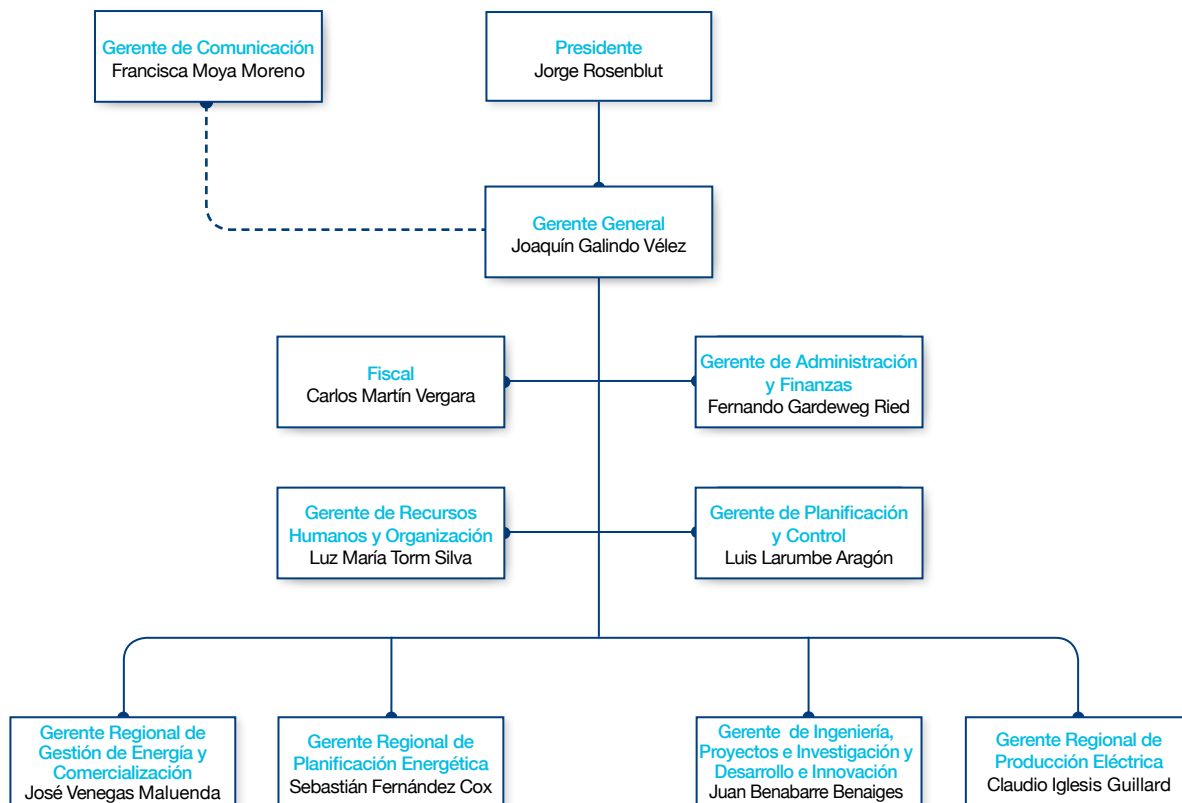 Gerente de Comunicación
Francisca Moya Moreno
Presidente
Jorge Rosenblut
Gerente General
Joaquín Galindo Vélez
Fiscal
Carlos Martín Vergara
Gerente de Administración
y Finanzas
Fernando Gardeweg Ried
Gerente de Recursos
Humanos y Organización
Luz María Torm Silva
Gerente de Planificación
y Control
Luis Larumbe Aragón
Gerente Regional de
Gestión de Energía y
Comercialización
José Venegas Maluenda
Gerente Regional de
Planificación Energética
Sebastián Fernández Cox
Gerente de Ingeniería,
Proyectos e Investigación y
Desarrollo e Innovación
Juan Benabarre Benaiges
Gerente Regional de
Producción Eléctrica
Claudio Iglesis Guillard